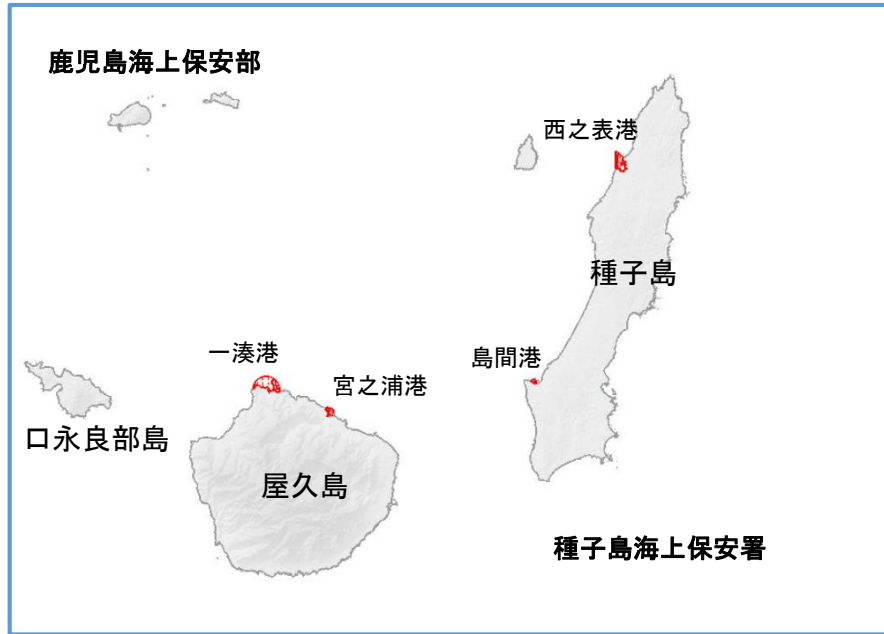 鹿児島海上保安部
西之表港
種子島
一湊港
島間港
宮之浦港
口永良部島
屋久島
種子島海上保安署